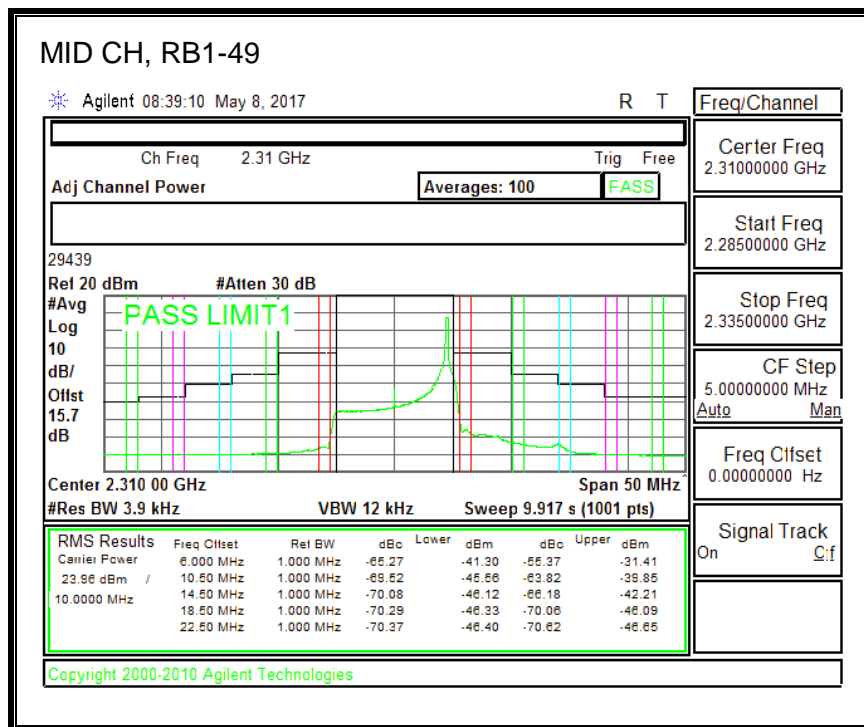 MID CH, RB1-49
Agilent 08:39:10 May 8, 2017 R T
Ch Freq 2.31 GHz Trig Free
Adj Channel Power Averages: 100 PASS
29439
Ref 20 dBm #Atten 30 dB
#Avg
Log
10
dB/
Offst
15.7
dB
PASS LIMIT1
Center 2.310 00 GHz Span 50 MHz
#Res BW 3.9 kHz VBW 12 kHz Sweep 9.917 s (1001 pts)
RMS Results Freq Offset Ref BW dBc Lower dBm dBc Upper dBm
Carrier Power 6.000 MHz 1.000 MHz -65.27 -41.30 -55.37 -31.41
23.96 dBm / 10.50 MHz 1.000 MHz -69.52 -45.56 -63.82 -39.85
10.0000 MHz 14.50 MHz 1.000 MHz -70.08 -46.12 -66.18 -42.21
18.50 MHz 1.000 MHz -70.29 -46.33 -70.06 -46.09
22.50 MHz 1.000 MHz -70.37 -46.40 -70.62 -46.65
Copyright 2000-2010 Agilent Technologies
Freq/Channel
Center Freq
2.31000000 GHz
Start Freq
2.28500000 GHz
Stop Freq
2.33500000 GHz
CF Step
5.00000000 MHz
Auto Man
Freq Offset
0.00000000 Hz
Signal Track
On Off